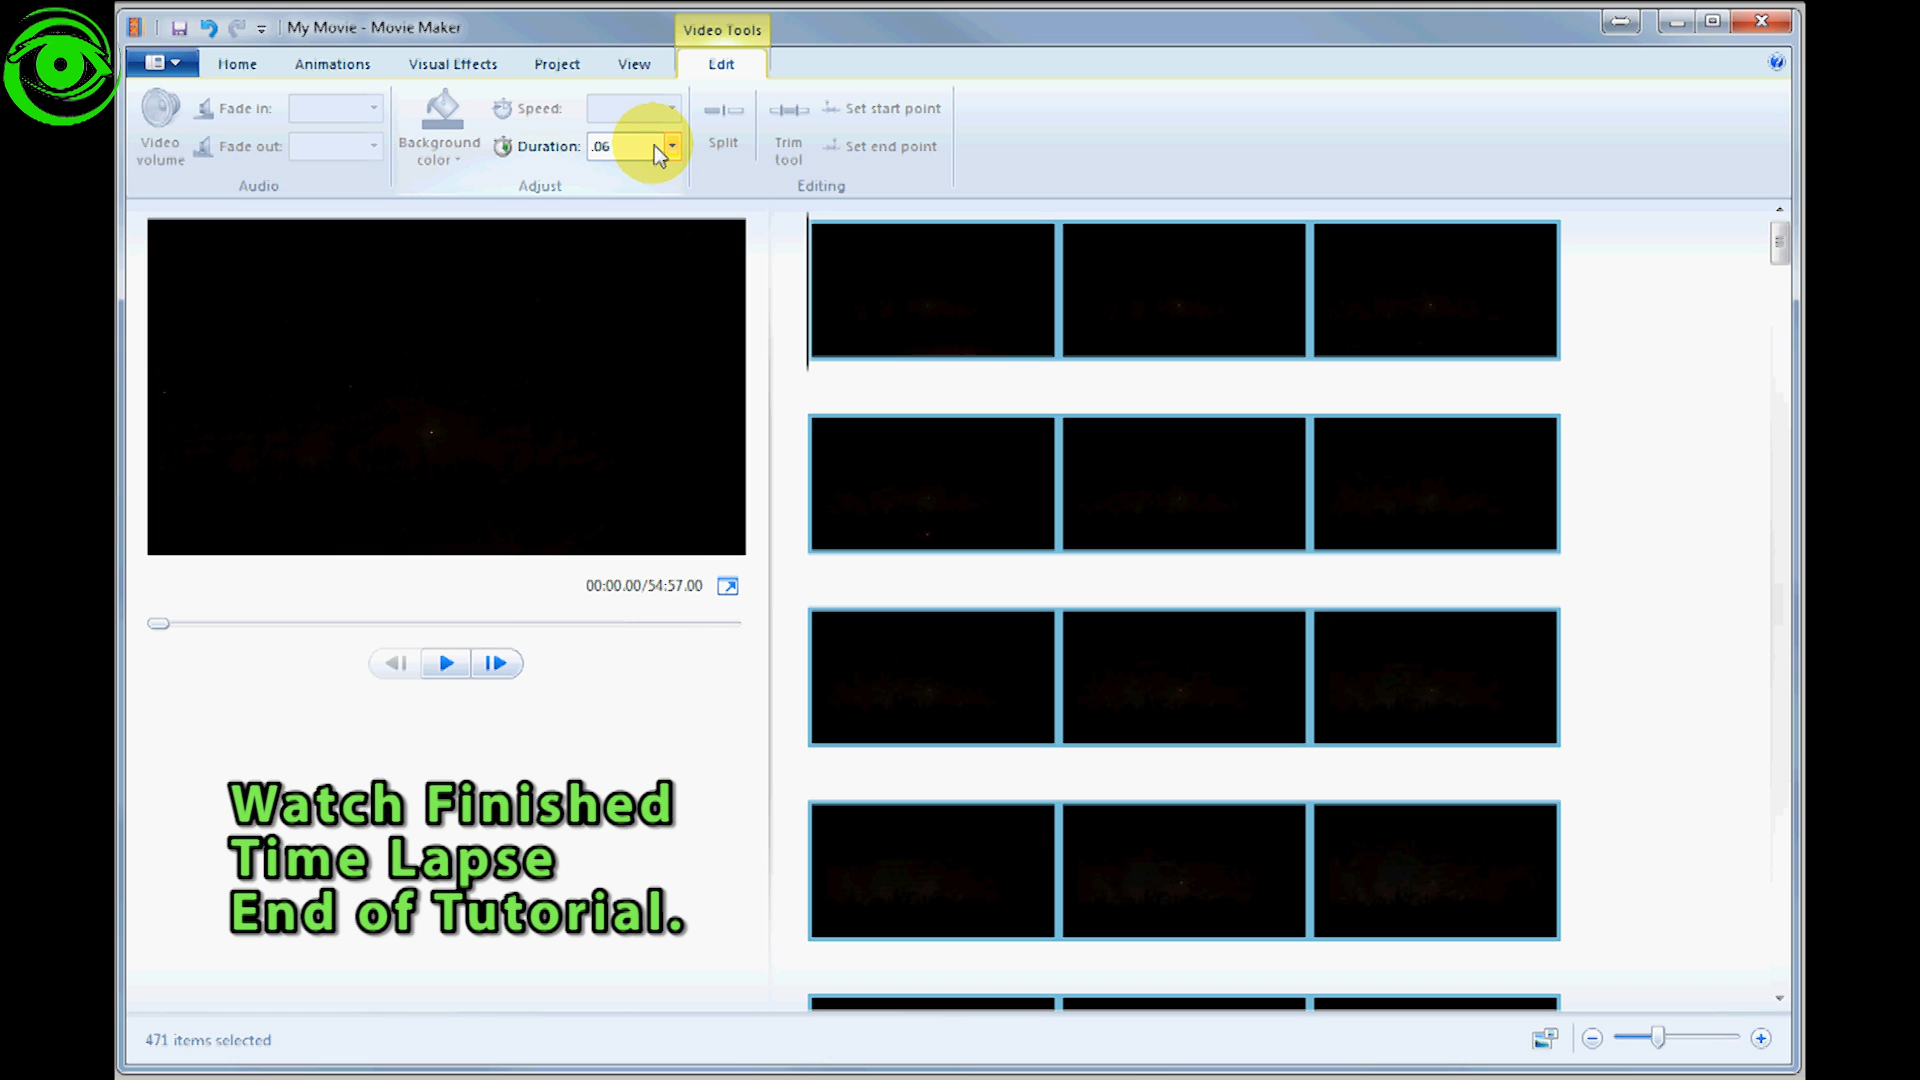 My Movie - Movie Maker
Video Tools
Home Animations Visual Effects Project View Edit
Video volume
Fade in:
Fade out:
Audio
Background color
Speed:
Duration: .06
Adjust
Split
Trim tool
Set start point
Set end point
Editing
00:00.00/54:57.00
Watch Finished
Time Lapse
End of Tutorial.
471 items selected